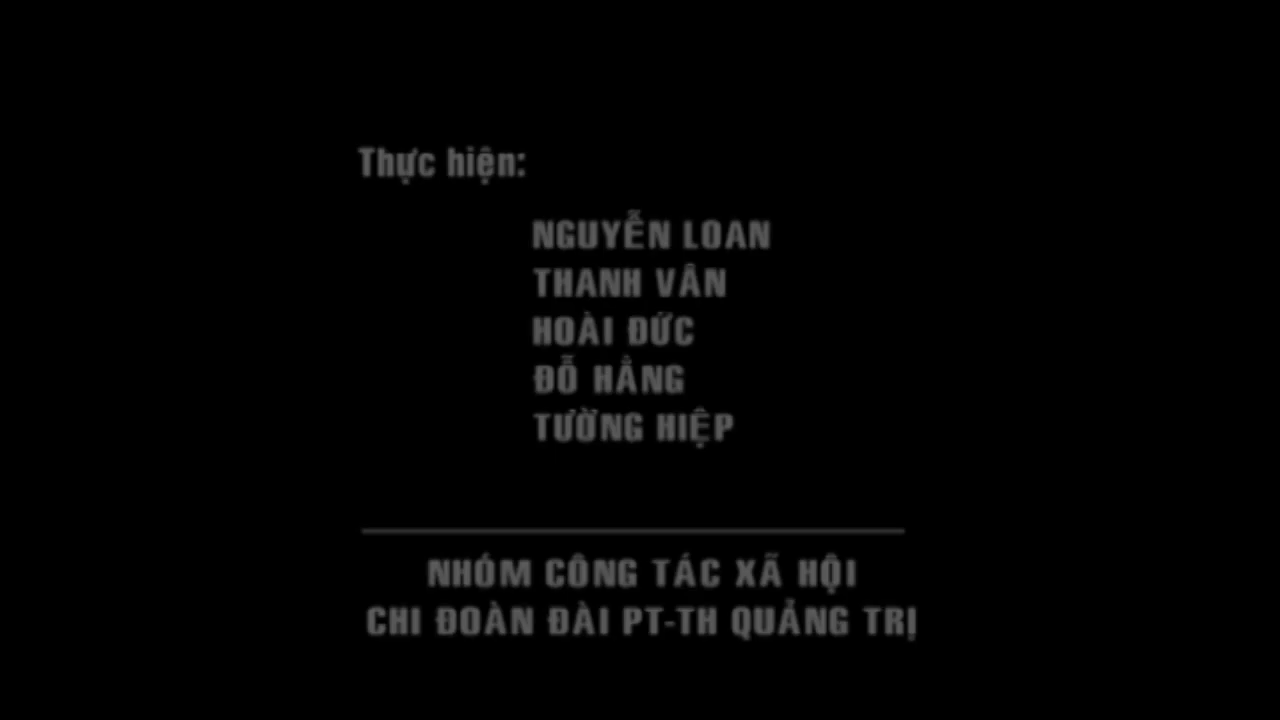 Thực hiện:
NGUYỄN LOAN
THANH VÂN
HOÀI ĐỨC
ĐỖ HẰNG
TƯỜNG HIỆP
NHÓM CÔNG TÁC XÃ HỘI
CHI ĐOÀN ĐÀI PT-TH QUẢNG TRỊ